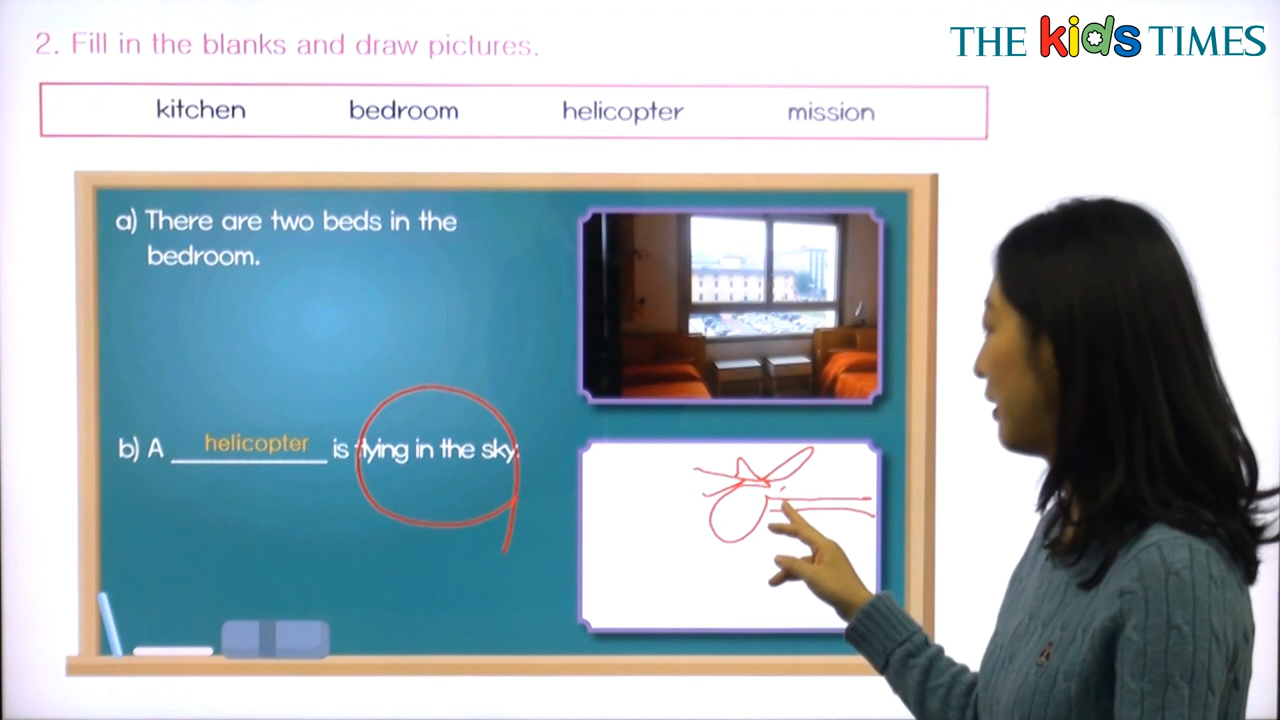 2. Fill in the blanks and draw pictures.
THE kids TIMES
kitchen bedroom helicopter mission
a) There are two beds in the
bedroom.
b) A helicopter is flying in the sky.